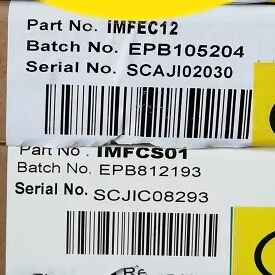 Part No. iMFEC12
Batch No. EPB105204
Serial No. SCAJI02030
Part No . IMFCS01
Batch No. EPB812193
Serial No. SCJIC08293